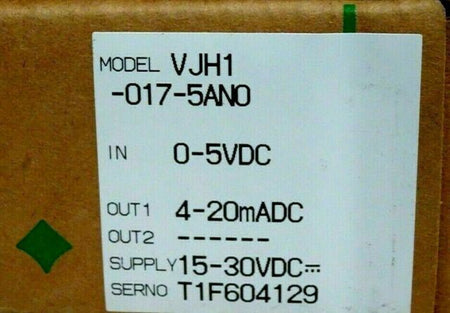 MODEL VJH1
-017-5AN0
IN 0-5VDC
OUT1 4-20mADC
OUT2 ------
SUPPLY 15-30VDC⎓
SERNO T1F604129